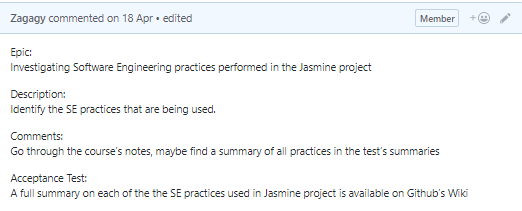 Zagagy commented on 18 Apr • edited
Member
Epic:
Investigating Software Engineering practices performed in the Jasmine project
Description:
Identify the SE practices that are being used.
Comments:
Go through the course's notes, maybe find a summary of all practices in the test's summaries
Acceptance Test:
A full summary on each of the the SE practices used in Jasmine project is available on Github's Wiki